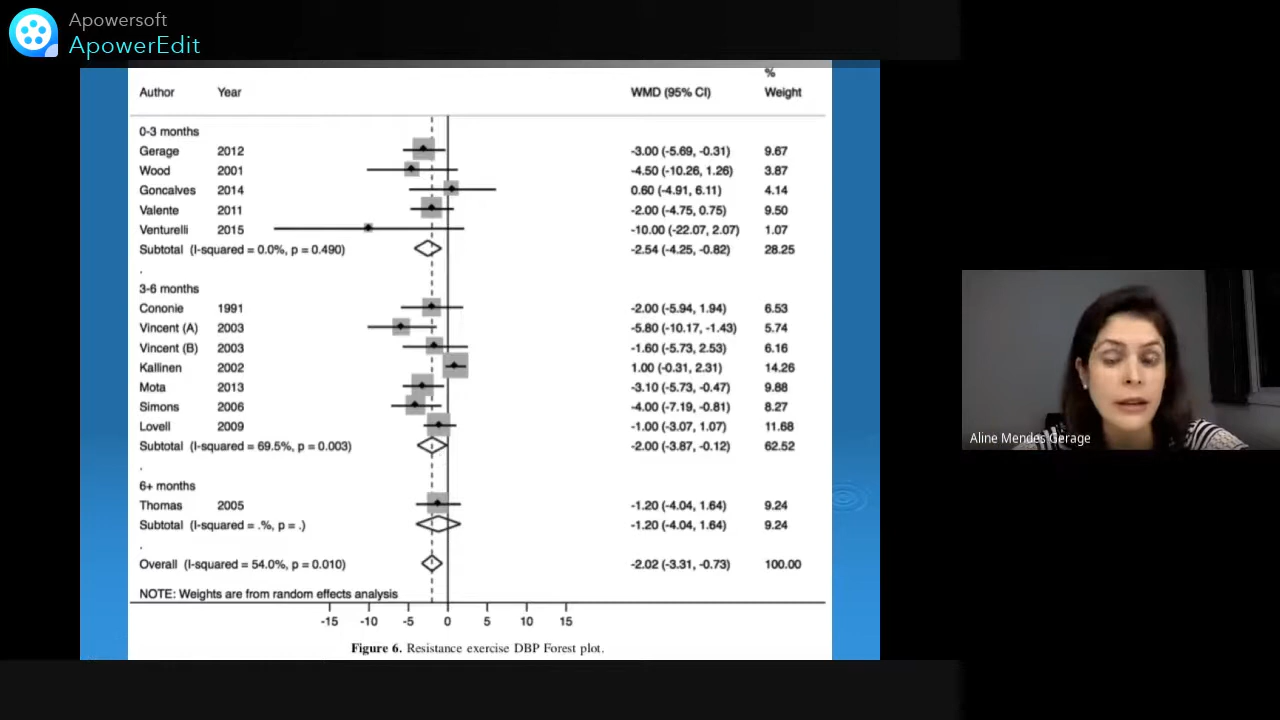 Apowersoft
ApowerEdit
%
Author Year WMD (95% CI) Weight
0-3 months
Gerage 2012 -3.00 (-5.69, -0.31) 9.67
Wood 2001 -4.50 (-10.26, 1.26) 3.87
Goncalves 2014 0.60 (-4.91, 6.11) 4.14
Valente 2011 -2.00 (-4.75, 0.75) 9.50
Venturelli 2015 -10.00 (-22.07, 2.07) 1.07
Subtotal (I-squared = 0.0%, p = 0.490) -2.54 (-4.25, -0.82) 28.25
.
3-6 months
Cononie 1991 -2.00 (-5.94, 1.94) 6.53
Vincent (A) 2003 -5.80 (-10.17, -1.43) 5.74
Vincent (B) 2003 -1.60 (-5.73, 2.53) 6.16
Kallinen 2002 1.00 (-0.31, 2.31) 14.26
Mota 2013 -3.10 (-5.73, -0.47) 9.88
Simons 2006 -4.00 (-7.19, -0.81) 8.27
Lovell 2009 -1.00 (-3.07, 1.07) 11.68
Subtotal (I-squared = 69.5%, p = 0.003) -2.00 (-3.87, -0.12) 62.52
.
6+ months
Thomas 2005 -1.20 (-4.04, 1.64) 9.24
Subtotal (I-squared = .%, p = .) -1.20 (-4.04, 1.64) 9.24
.
Overall (I-squared = 54.0%, p = 0.010) -2.02 (-3.31, -0.73) 100.00
NOTE: Weights are from random effects analysis
-15 -10 -5 0 5 10 15
Figure 6. Resistance exercise DBP Forest plot.
Aline Mendes Gerage